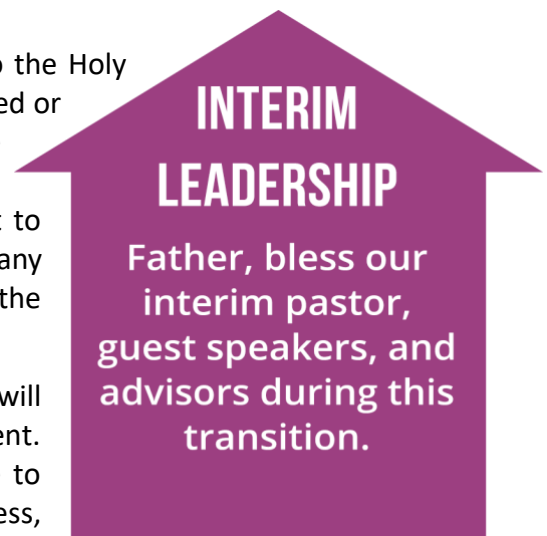 the Holy
ed or
INTERIM
LEADERSHIP
to
any
the
Father, bless our
interim pastor,
guest speakers, and
advisors during this
transition.
will
ent.
to
ess,